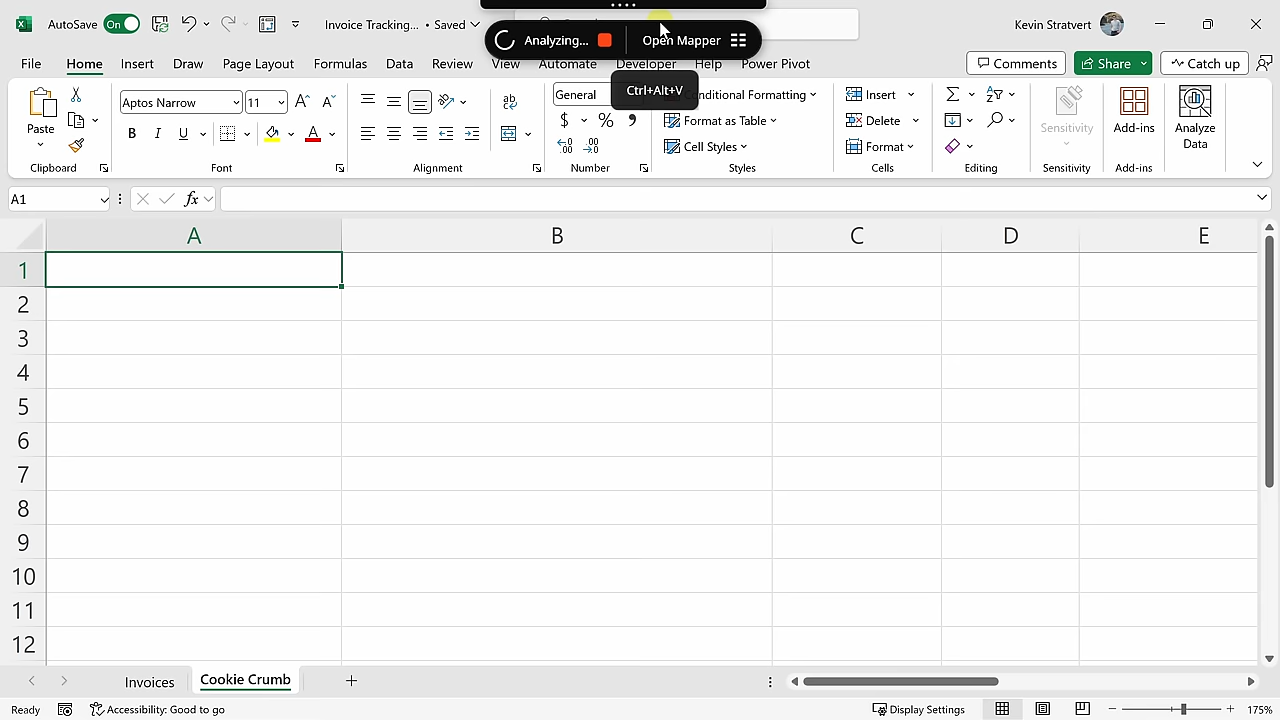 AutoSave On Invoice Tracking... • Saved Kevin Stratvert
Analyzing... Open Mapper
File Home Insert Draw Page Layout Formulas Data Review View Automate Developer Help Power Pivot Comments Share Catch up
Ctrl+Alt+V
Paste
Aptos Narrow
General
Conditional Formatting
Format as Table
Cell Styles
Insert
Delete
Format
Sensitivity
Add-ins
Analyze
Data
Clipboard Font Alignment Number Styles Cells Editing Sensitivity Add-ins
A1 fx
A B C D E
1
2
3
4
5
6
7
8
9
10
11
12
Invoices Cookie Crumb
Ready Accessibility: Good to go Display Settings 175%